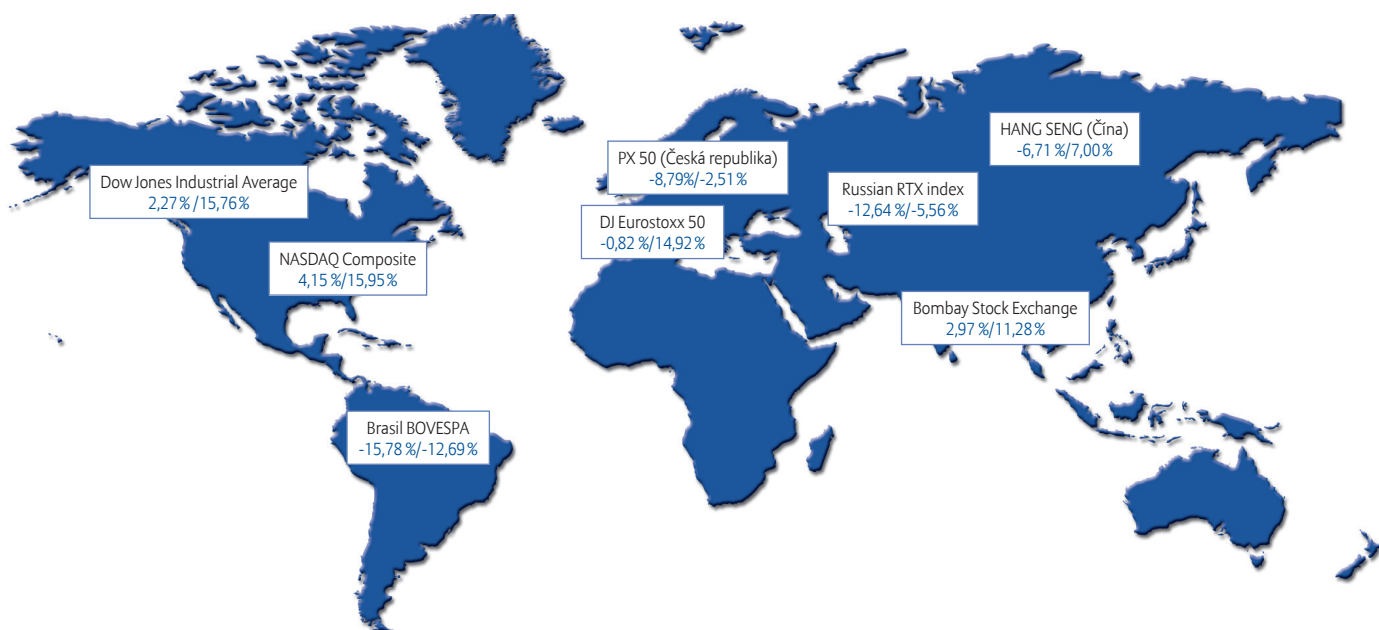 HANG SENG (Čína)
-6,71 %/7,00 %
PX 50 (Česká republika)
-8,79%/-2,51 %
Dow Jones Industrial Average
2,27 % /15,76 %
Russian RTX index
-12,64 %/-5,56 %
DJ Eurostoxx 50
-0,82 %/14,92 %
NASDAQ Composite
4,15 %/15,95 %
Bombay Stock Exchange
2,97 %/11,28 %
Brasil BOVESPA
-15,78 %/-12,69 %